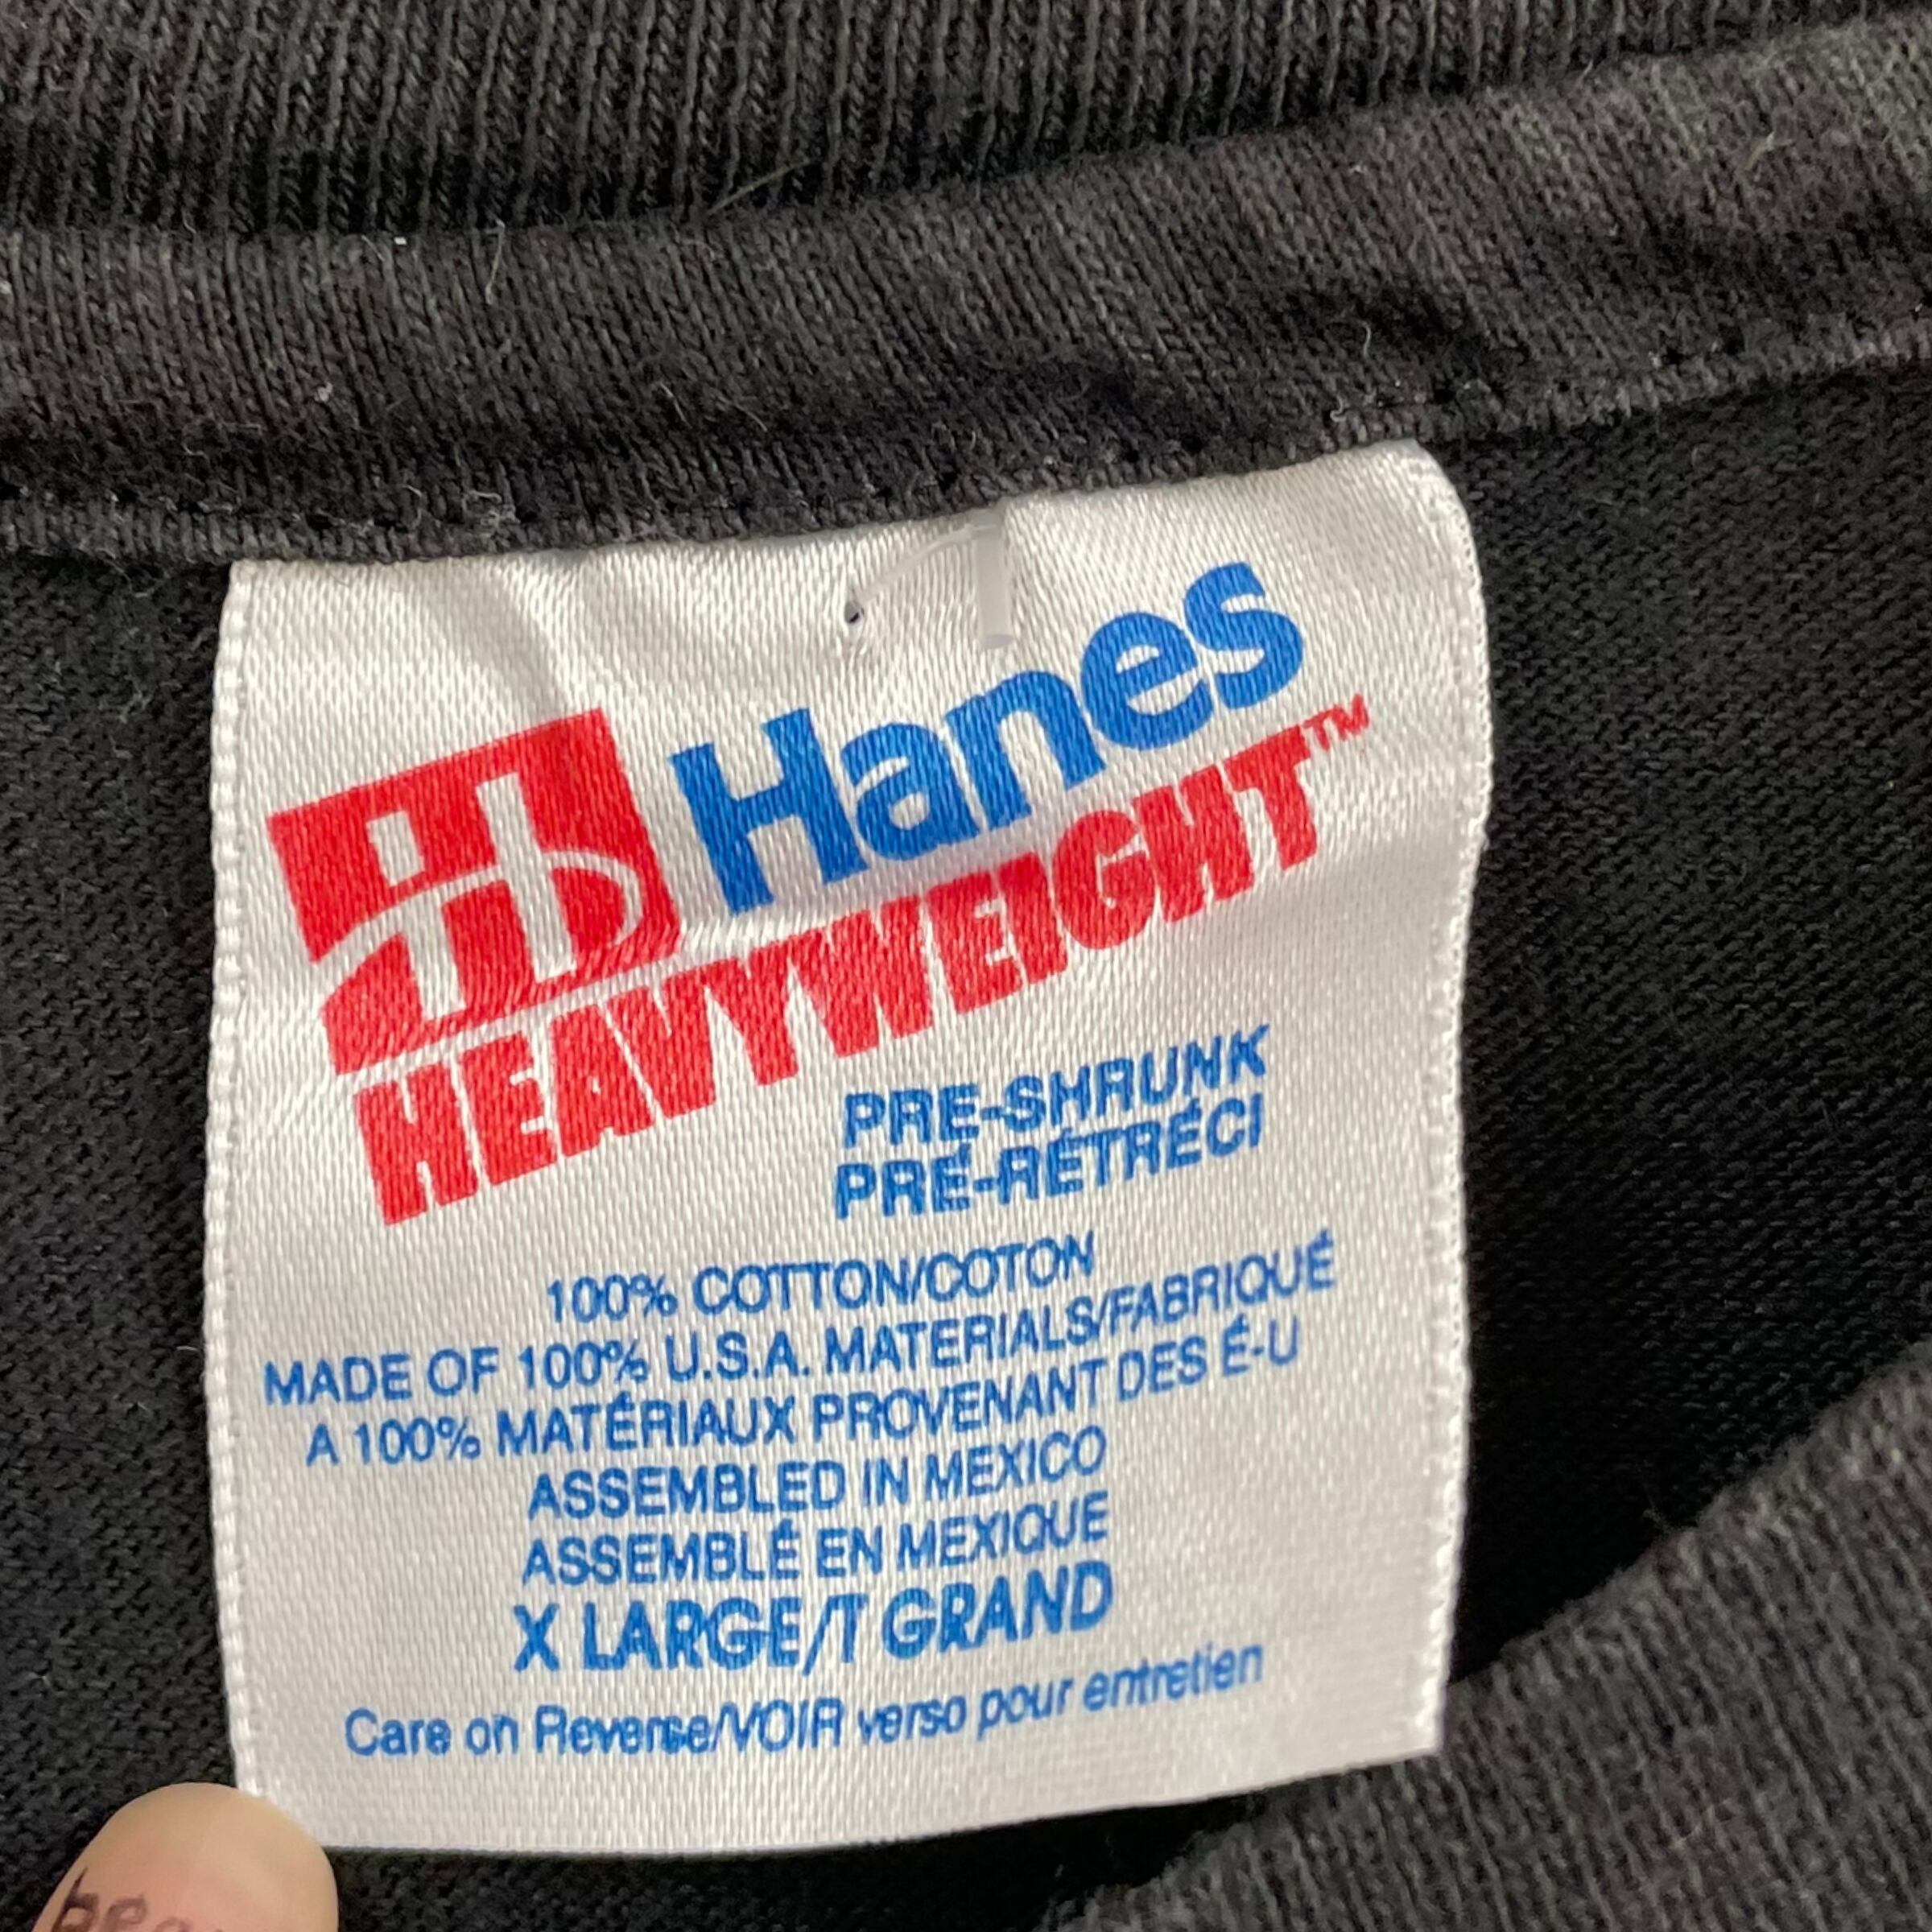 Hanes
HEAVYWEIGHT™
PRE-SHRUNK
PRÉ-RÉTRÉCI
100% COTTON/COTON
MADE OF 100% U.S.A. MATERIALS/FABRIQUÉ
A 100% MATÉRIAUX PROVENANT DES É-U
ASSEMBLED IN MEXICO
ASSEMBLÉ EN MEXIQUE
X LARGE/T GRAND
Care on Reverse/VOIR verso pour entretien